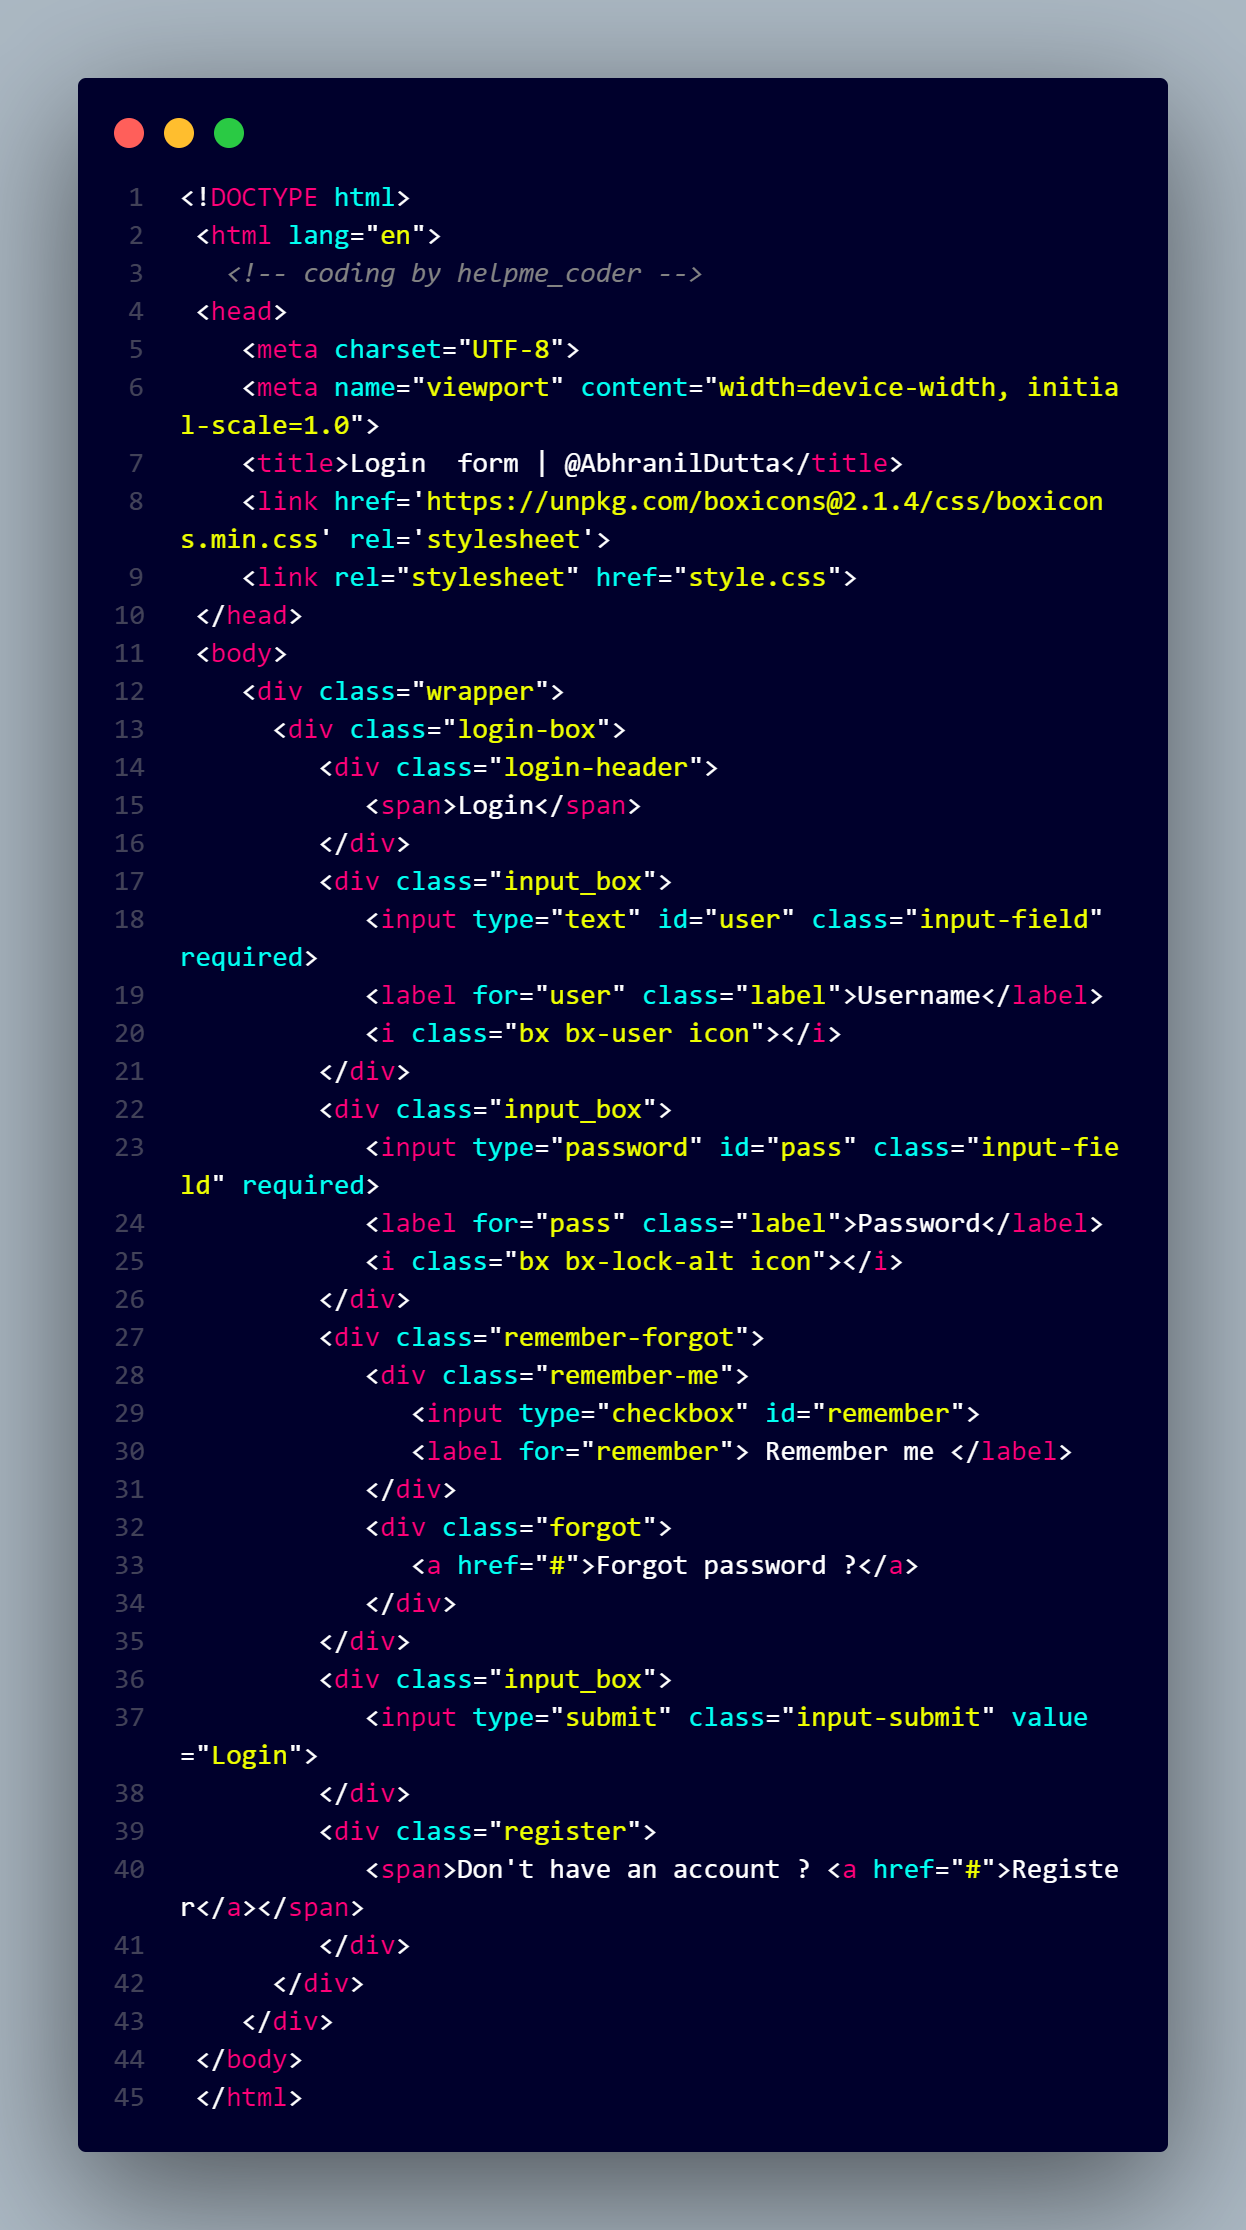 1 <!DOCTYPE html>
2 <html lang="en">
3 <!-- coding by helpme_coder -->
4 <head>
5 <meta charset="UTF-8">
6 <meta name="viewport" content="width=device-width, initia
l-scale=1.0">
7 <title>Login  form | @AbhranilDutta</title>
8 <link href='https://unpkg.com/boxicons@2.1.4/css/boxicon
s.min.css' rel='stylesheet'>
9 <link rel="stylesheet" href="style.css">
10 </head>
11 <body>
12 <div class="wrapper">
13 <div class="login-box">
14 <div class="login-header">
15 <span>Login</span>
16 </div>
17 <div class="input_box">
18 <input type="text" id="user" class="input-field"
required>
19 <label for="user" class="label">Username</label>
20 <i class="bx bx-user icon"></i>
21 </div>
22 <div class="input_box">
23 <input type="password" id="pass" class="input-fie
ld" required>
24 <label for="pass" class="label">Password</label>
25 <i class="bx bx-lock-alt icon"></i>
26 </div>
27 <div class="remember-forgot">
28 <div class="remember-me">
29 <input type="checkbox" id="remember">
30 <label for="remember"> Remember me </label>
31 </div>
32 <div class="forgot">
33 <a href="#">Forgot password ?</a>
34 </div>
35 </div>
36 <div class="input_box">
37 <input type="submit" class="input-submit" value
="Login">
38 </div>
39 <div class="register">
40 <span>Don't have an account ? <a href="#">Registe
r</a></span>
41 </div>
42 </div>
43 </div>
44 </body>
45 </html>